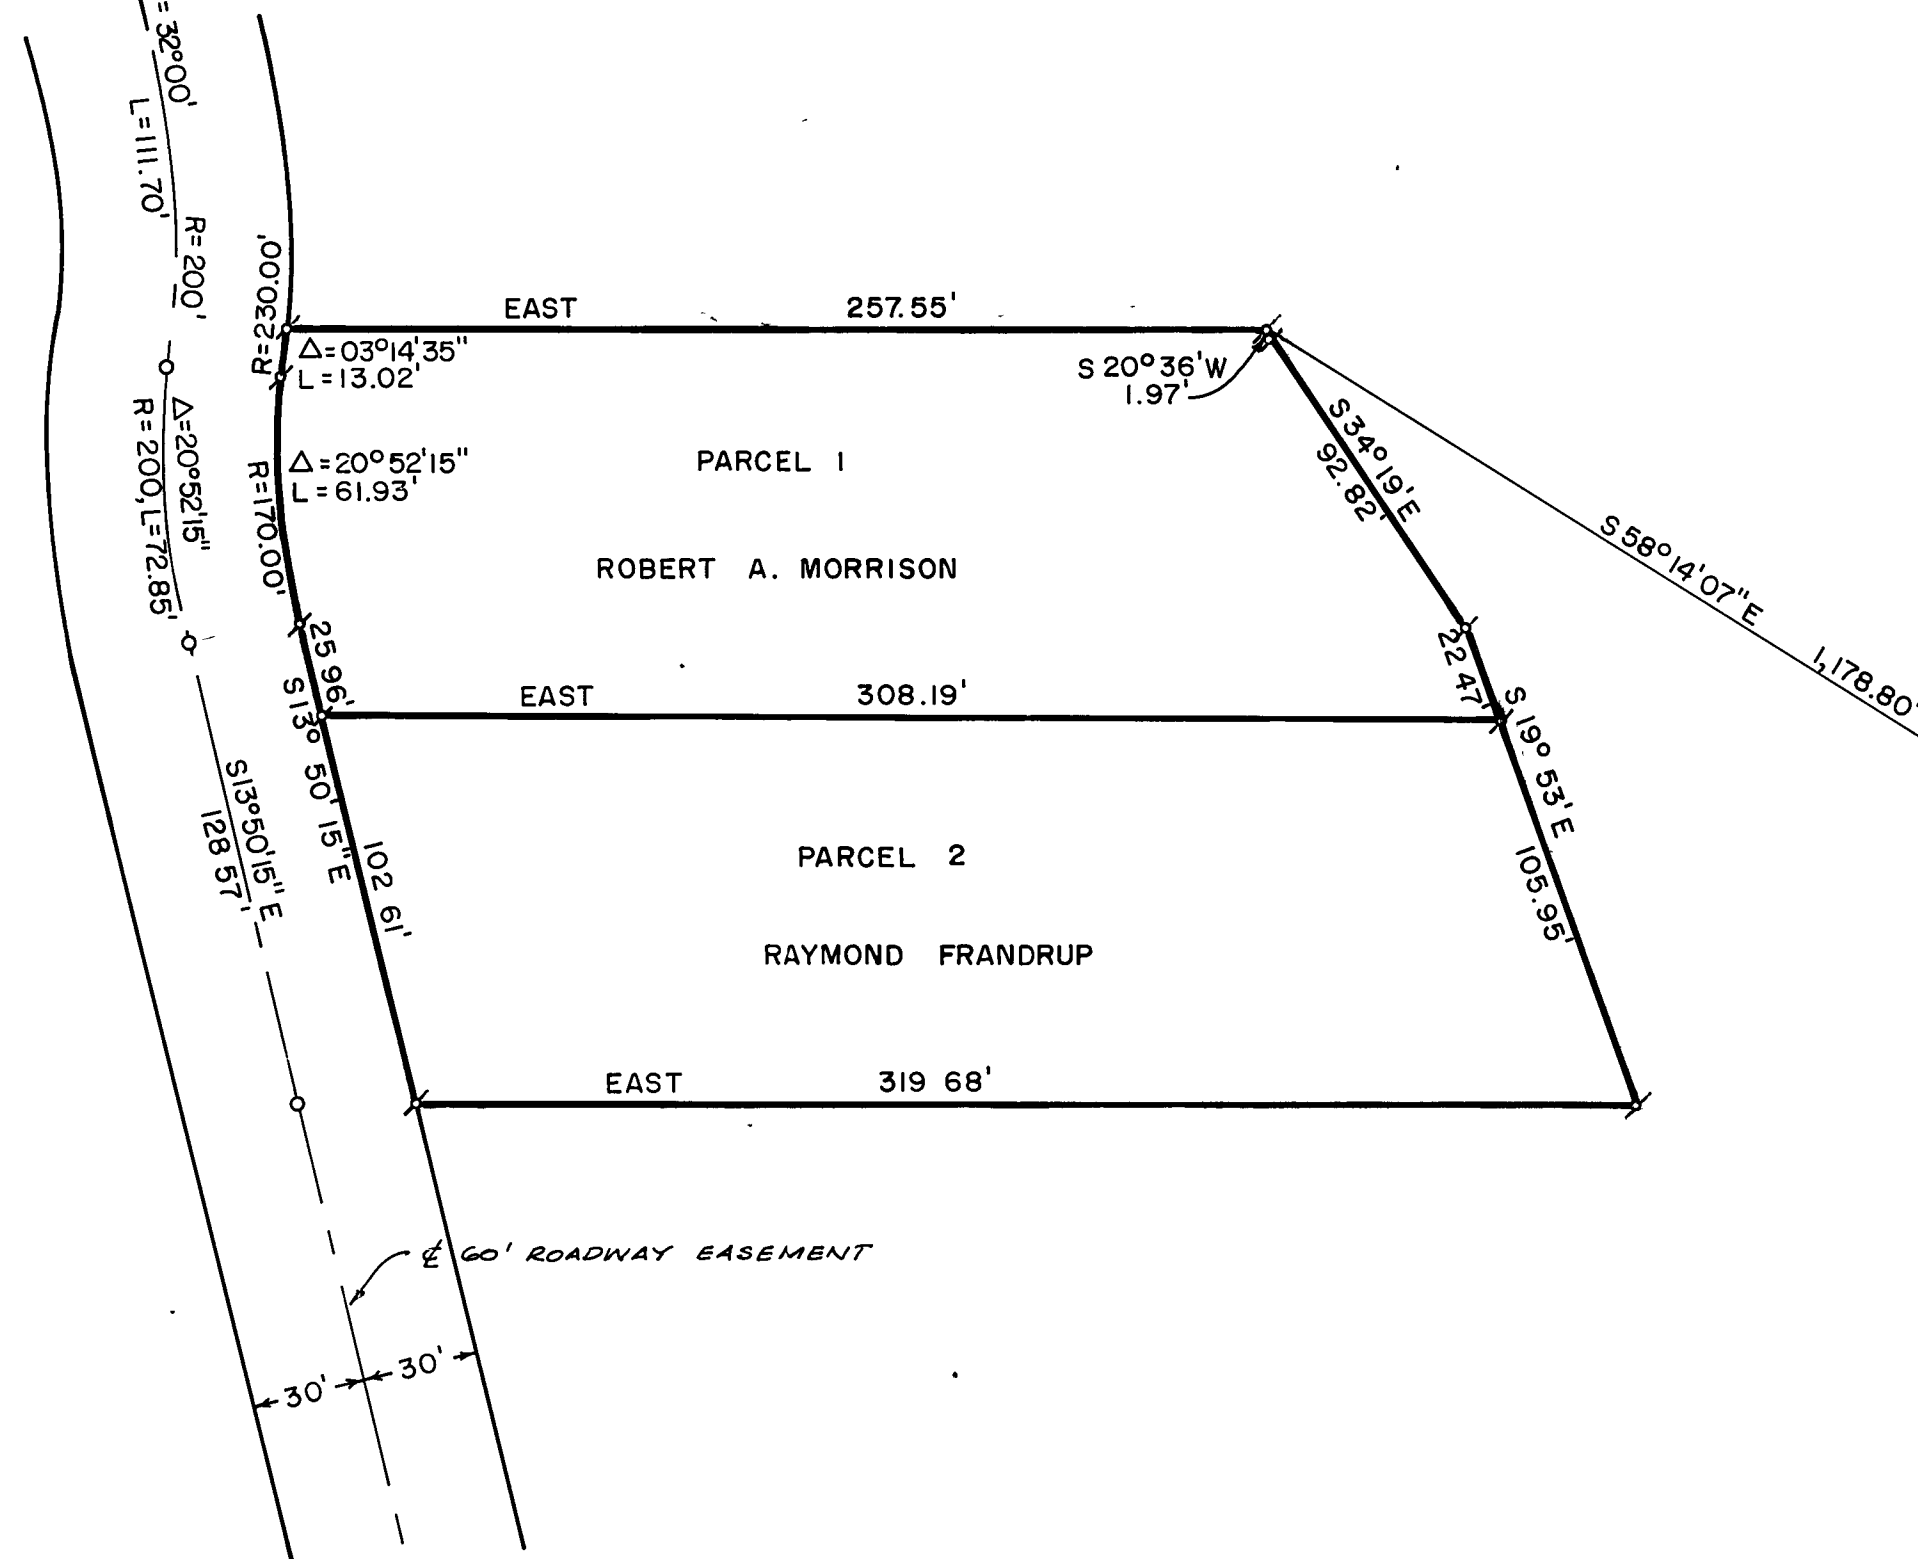 = 32°00'
L=111.70'
R=200'
R=230.00'
EAST 257.55'
Δ=03°14'35"
L=13.02'
S 20°36'W
1.97'
S 34°19'E
92.82'
S 58°14'07"E 1,178.80'
Δ=20°52'15"
R=200, L=72.85'
Δ=20°52'15"
L=61.93'
R=170.00'
PARCEL 1
ROBERT A. MORRISON
25 96'
S13° 50' 15"E
EAST 308.19'
22 47'
S 19° 53' E
105.95'
S13°50'15" E
128 57'
102 61'
PARCEL 2
RAYMOND FRANDRUP
EAST 319 68'
℄ 60' ROADWAY EASEMENT
30' 30'